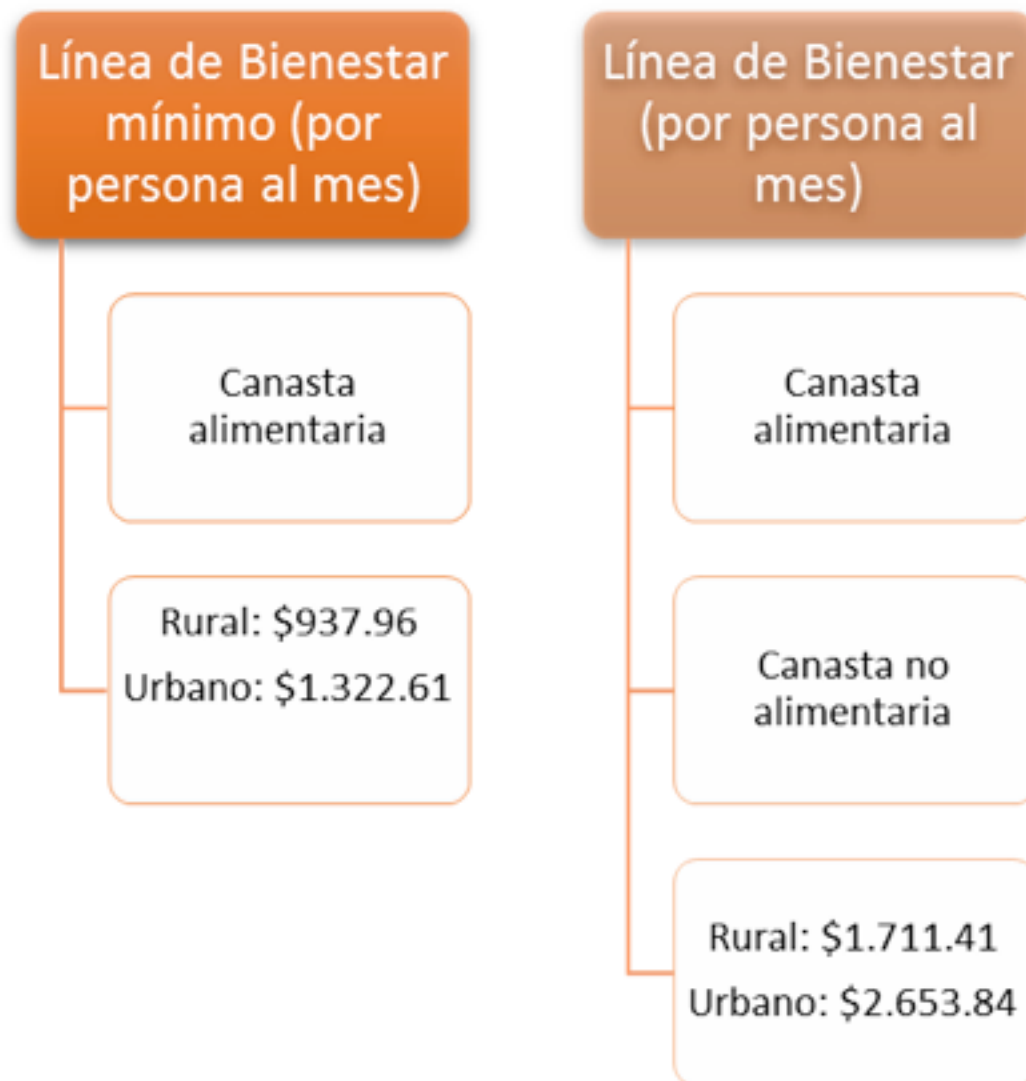 Línea de Bienestar
mínimo (por
persona al mes)
Canasta
alimentaria
Rural: $937.96
Urbano: $1.322.61
Línea de Bienestar
(por persona al
mes)
Canasta
alimentaria
Canasta no
alimentaria
Rural: $1.711.41
Urbano: $2.653.84